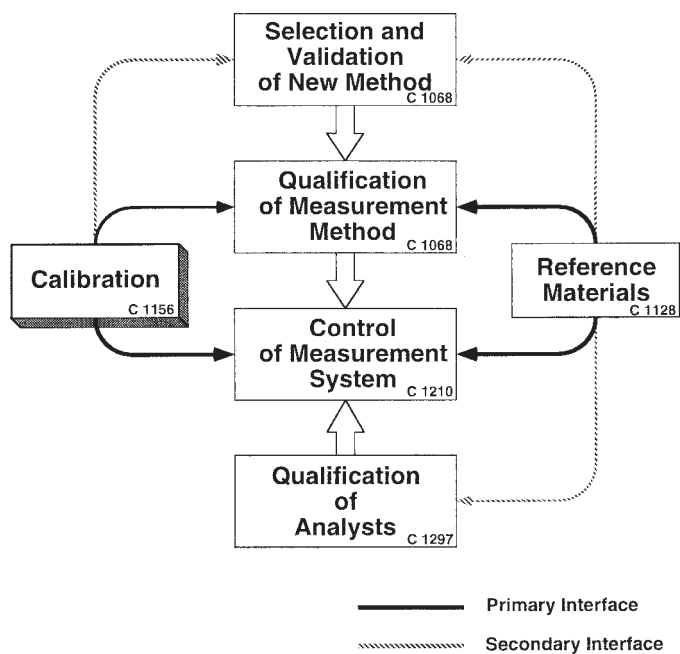 Selection and
Validation
of New Method
C 1068
Qualification
of Measurement
Method
C 1068
Calibration
C 1156
Reference
Materials
C 1128
Control
of Measurement
System
C 1210
Qualification
of
Analysts
C 1297
Primary Interface
Secondary Interface